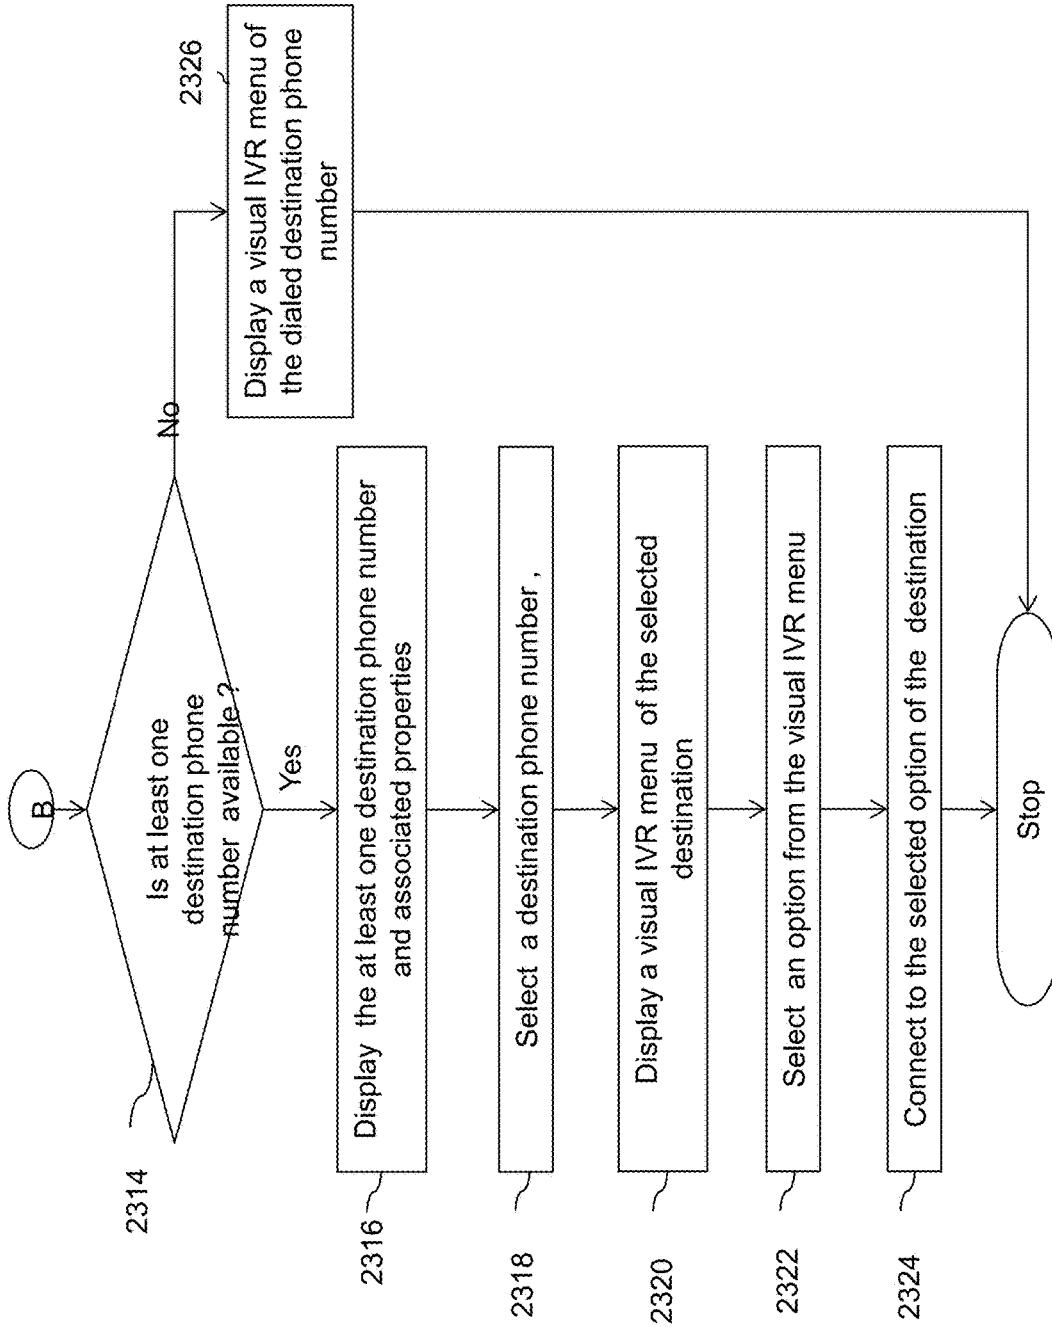 B
2314
Is at least one
destination phone
number available ?
No
Yes
2326
Display a visual IVR menu of
the dialed destination phone
number
2316
Display the at least one destination phone number
and associated properties
2318
Select a destination phone number ,
2320
Display a visual IVR menu of the selected
destination
2322
Select an option from the visual IVR menu
2324
Connect to the selected option of the destination
Stop